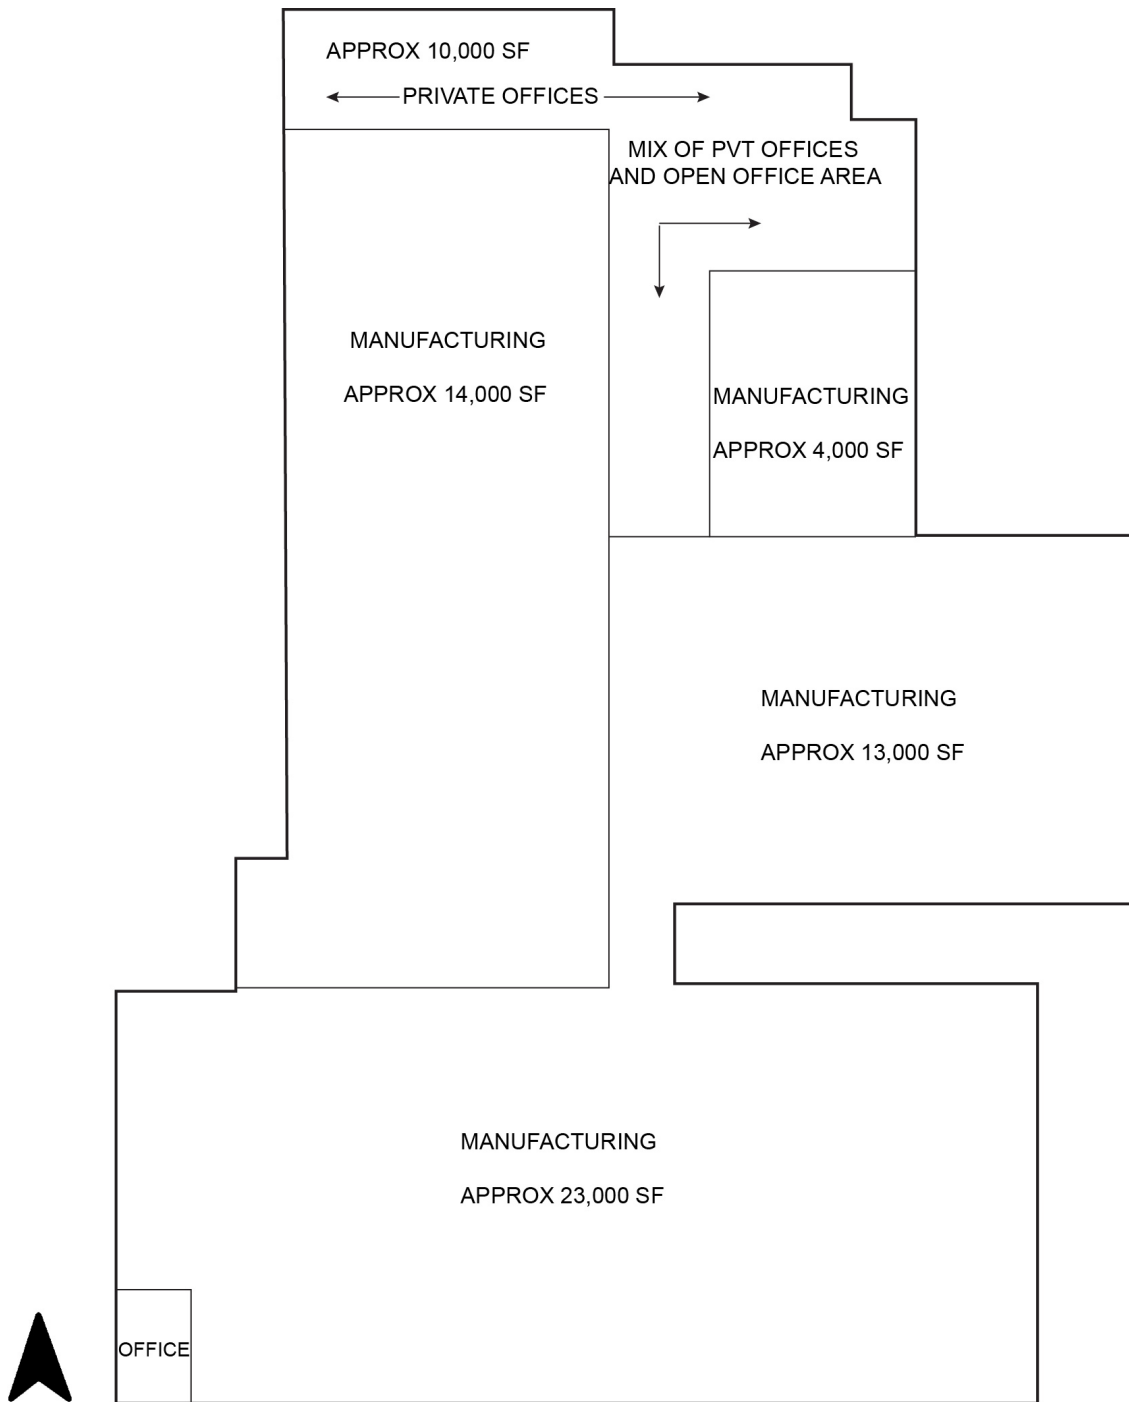 APPROX 10,000 SF
PRIVATE OFFICES
MIX OF PVT OFFICES
AND OPEN OFFICE AREA
MANUFACTURING
APPROX 14,000 SF
MANUFACTURING
APPROX 4,000 SF
MANUFACTURING
APPROX 13,000 SF
MANUFACTURING
APPROX 23,000 SF
OFFICE